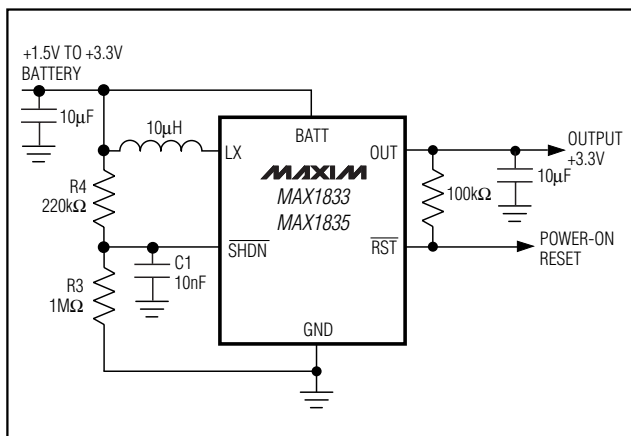 +1.5V TO +3.3V
BATTERY
10µF
10µH
LX
BATT
OUT
OUTPUT
+3.3V
MAXIM
MAX1833
MAX1835
R4
220kΩ
100kΩ
10µF
SHDN
RST
POWER-ON
RESET
C1
10nF
R3
1MΩ
GND